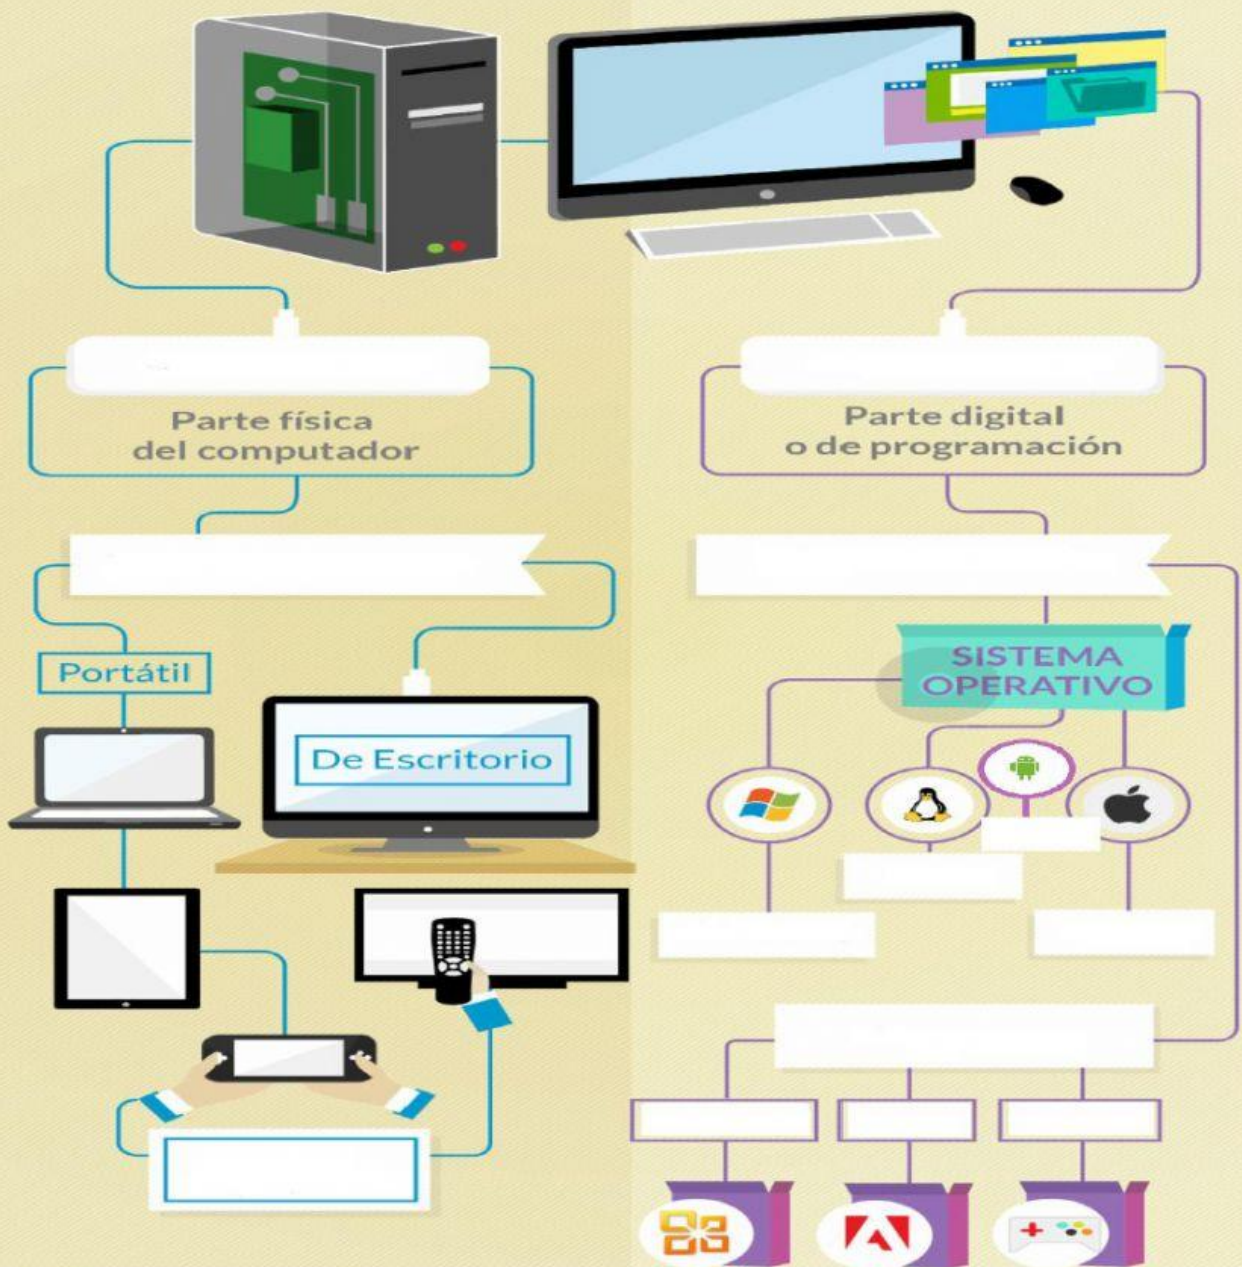 Parte física
del computador
Parte digital
o de programación
Portátil
De Escritorio
SISTEMA
OPERATIVO